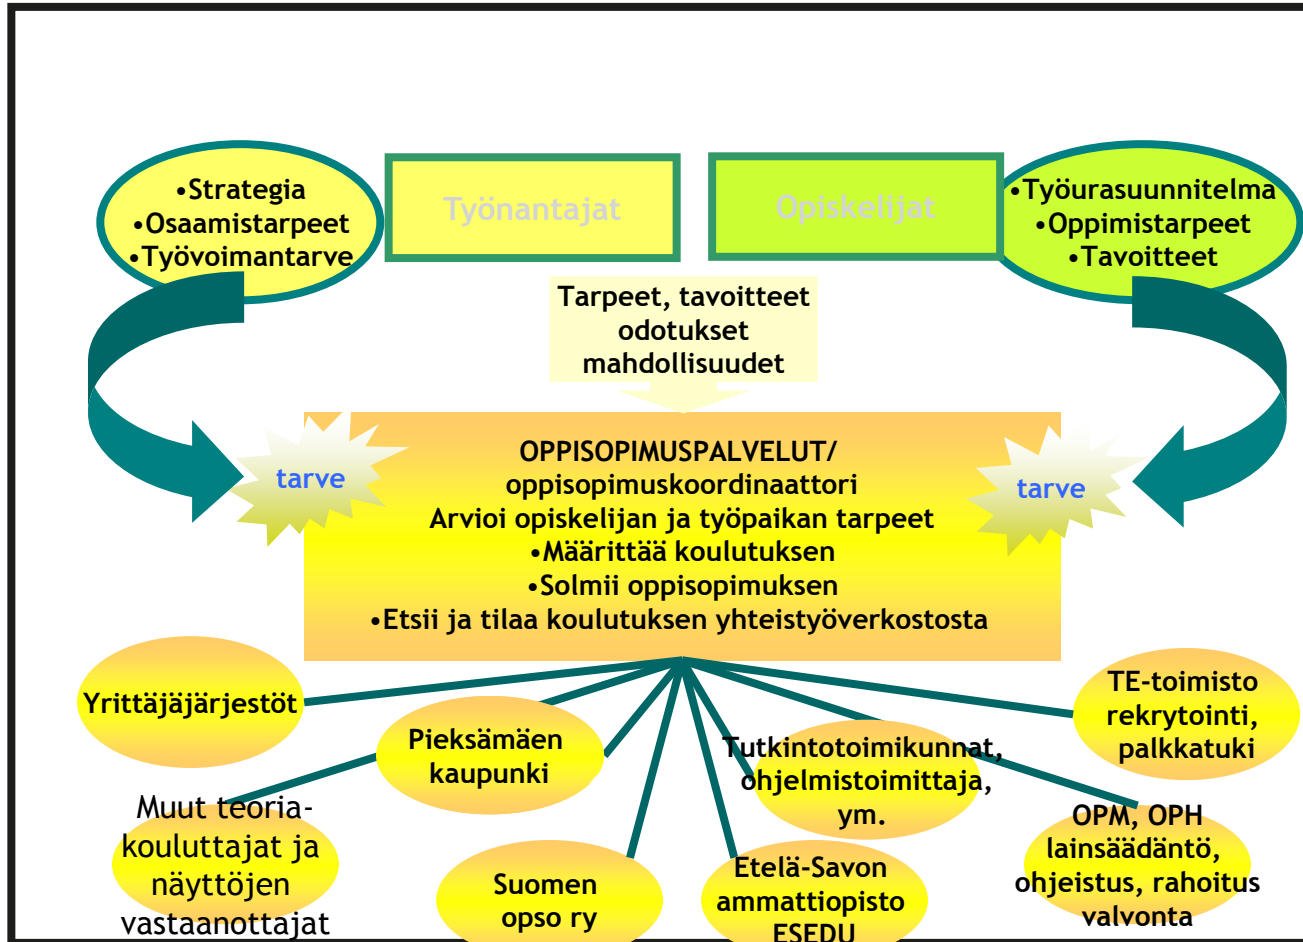 •Strategia
•Osaamistarpeet
•Työvoimantarve
Työnantajat
Opiskelijat
•Työurasuunnitelma
•Oppimistarpeet
•Tavoitteet
Tarpeet, tavoitteet
odotukset
mahdollisuudet
tarve
OPPISOPIMUSPALVELUT/
oppisopimuskoordinaattori
Arvioi opiskelijan ja työpaikan tarpeet
•Määrittää koulutuksen
•Solmii oppisopimuksen
•Etsii ja tilaa koulutuksen yhteistyöverkostosta
tarve
Yrittäjäjärjestöt
Pieksämäen
kaupunki
Tutkintotoimikunnat,
ohjelmistoimittaja,
ym.
TE-toimisto
rekrytointi,
palkkatuki
Muut teoria-
kouluttajat ja
näyttöjen
vastaanottajat
Suomen
opso ry
Etelä-Savon
ammattiopisto
ESEDU
OPM, OPH
lainsäädäntö,
ohjeistus, rahoitus
valvonta